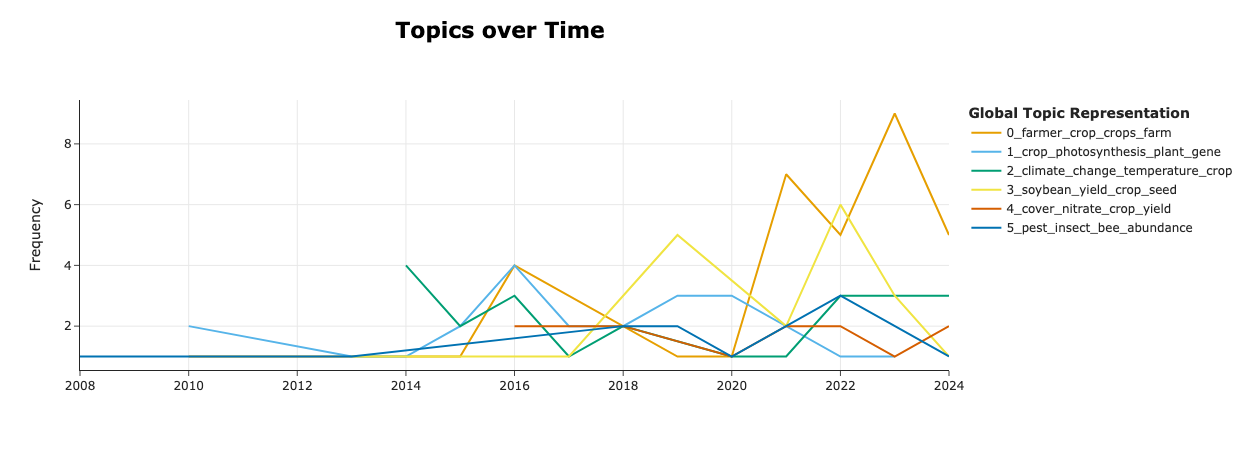 Topics over Time
Frequency
8
6
4
2
2008 2010 2012 2014 2016 2018 2020 2022 2024
Global Topic Representation
0_farmer_crop_crops_farm
1_crop_photosynthesis_plant_gene
2_climate_change_temperature_crop
3_soybean_yield_crop_seed
4_cover_nitrate_crop_yield
5_pest_insect_bee_abundance